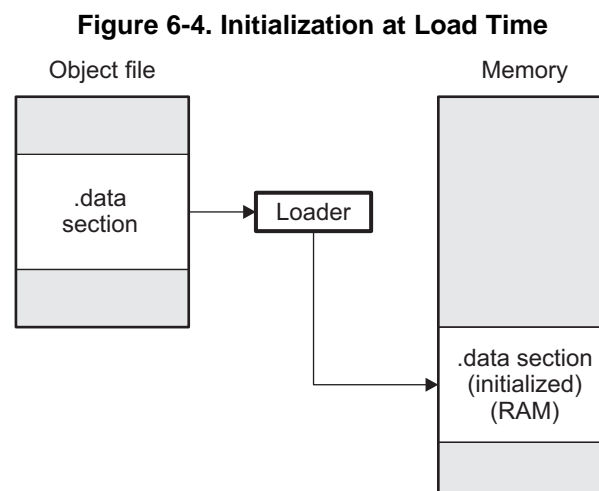 Figure 6-4. Initialization at Load Time
Object file
Memory
.data
section
Loader
.data section
(initialized)
(RAM)